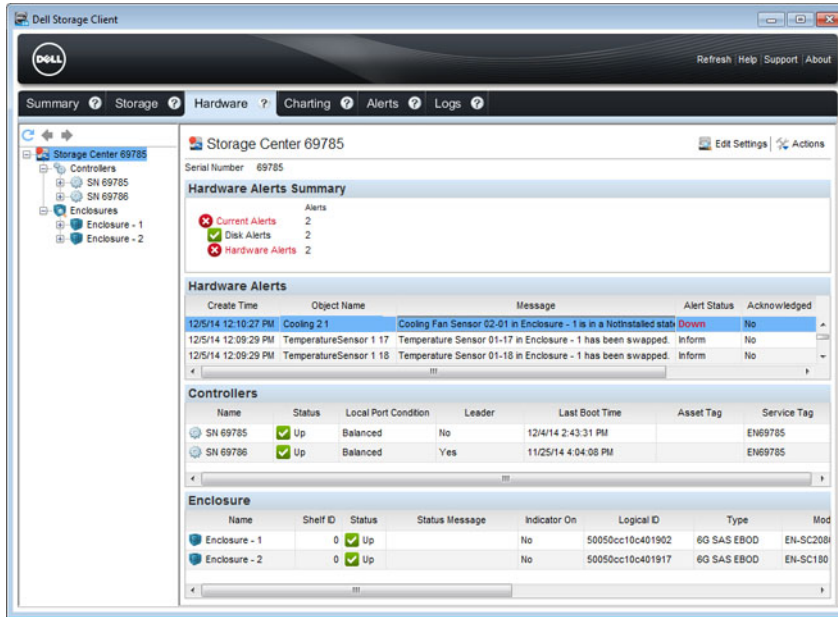 Dell Storage Client
DELL
Refresh | Help | Support | About
Summary ? Storage ? Hardware ? Charting ? Alerts ? Logs ?
Storage Center 69785
Controllers
SN 69785
SN 69786
Enclosures
Enclosure - 1
Enclosure - 2
Storage Center 69785
Edit Settings | Actions
Serial Number 69785
Hardware Alerts Summary
Alerts
Current Alerts 2
Disk Alerts 2
Hardware Alerts 2
Hardware Alerts
Create Time Object Name Message Alert Status Acknowledged
12/5/14 12:10:27 PM Cooling 2 1 Cooling Fan Sensor 02-01 in Enclosure - 1 is in a NotInstalled state Down No
12/5/14 12:09:29 PM TemperatureSensor 1 17 Temperature Sensor 01-17 in Enclosure - 1 has been swapped. Inform No
12/5/14 12:09:29 PM TemperatureSensor 1 18 Temperature Sensor 01-18 in Enclosure - 1 has been swapped. Inform No
Controllers
Name Status Local Port Condition Leader Last Boot Time Asset Tag Service Tag
SN 69785 Up Balanced No 12/4/14 2:43:31 PM EN69785
SN 69786 Up Balanced Yes 11/25/14 4:04:08 PM EN69785
Enclosure
Name Shelf ID Status Status Message Indicator On Logical ID Type Mod
Enclosure - 1 0 Up No 50050cc10c401902 6G SAS EBOD EN-SC208
Enclosure - 2 0 Up No 50050cc10c401917 6G SAS EBOD EN-SC180